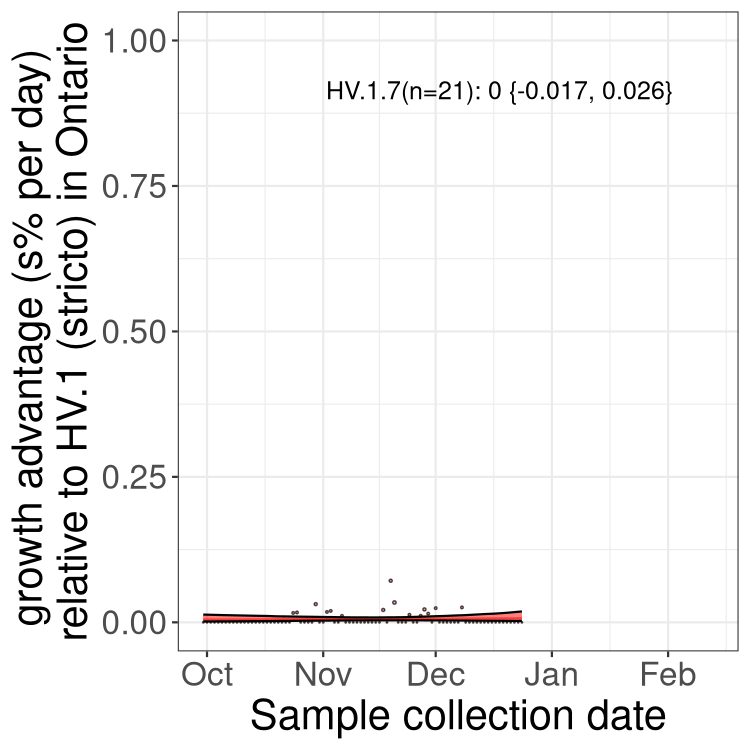 growth advantage (s% per day)
relative to HV.1 (stricto) in Ontario
1.00
0.75
0.50
0.25
0.00
HV.1.7(n=21): 0 {-0.017, 0.026}
Oct Nov Dec Jan Feb
Sample collection date